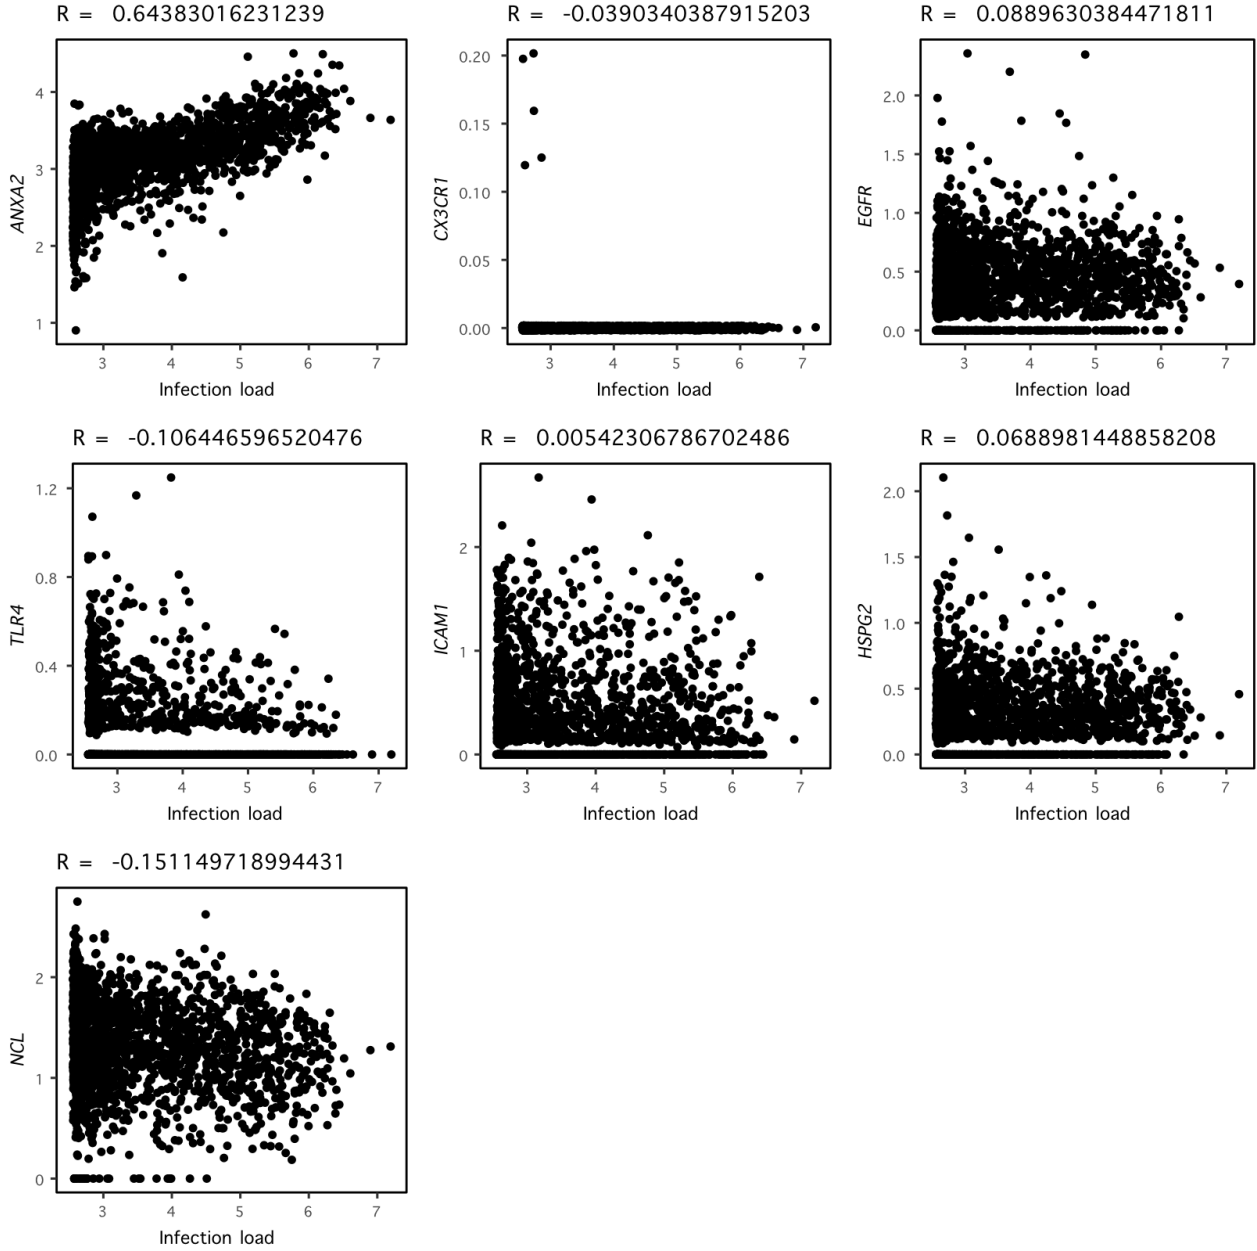 R = 0.64383016231239
R = -0.0390340387915203
R = 0.0889630384471811
ANXA2
4
3
2
1
3 4 5 6 7
Infection load
CX3CR1
0.20
0.15
0.10
0.05
0.00
3 4 5 6 7
Infection load
EGFR
2.0
1.5
1.0
0.5
0.0
3 4 5 6 7
Infection load
R = -0.106446596520476
R = 0.005423067867024​86
R = 0.0688981448858208
TLR4
1.2
0.8
0.4
0.0
3 4 5 6 7
Infection load
ICAM1
2
1
0
3 4 5 6 7
Infection load
HSPG2
2.0
1.5
1.0
0.5
0.0
3 4 5 6 7
Infection load
R = -0.151149718994431
NCL
2
1
0
3 4 5 6 7
Infection load